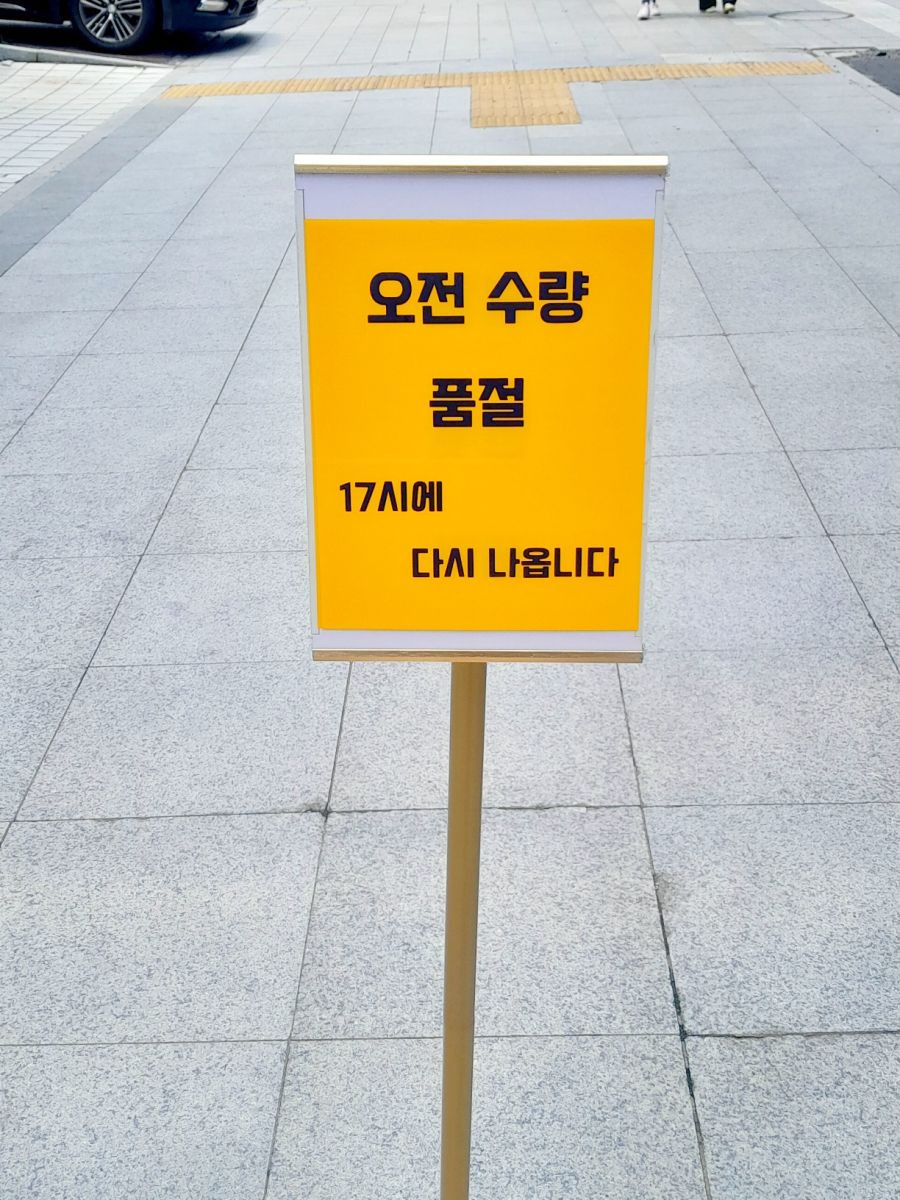 오전 수량
품절
17시에
다시 나옵니다